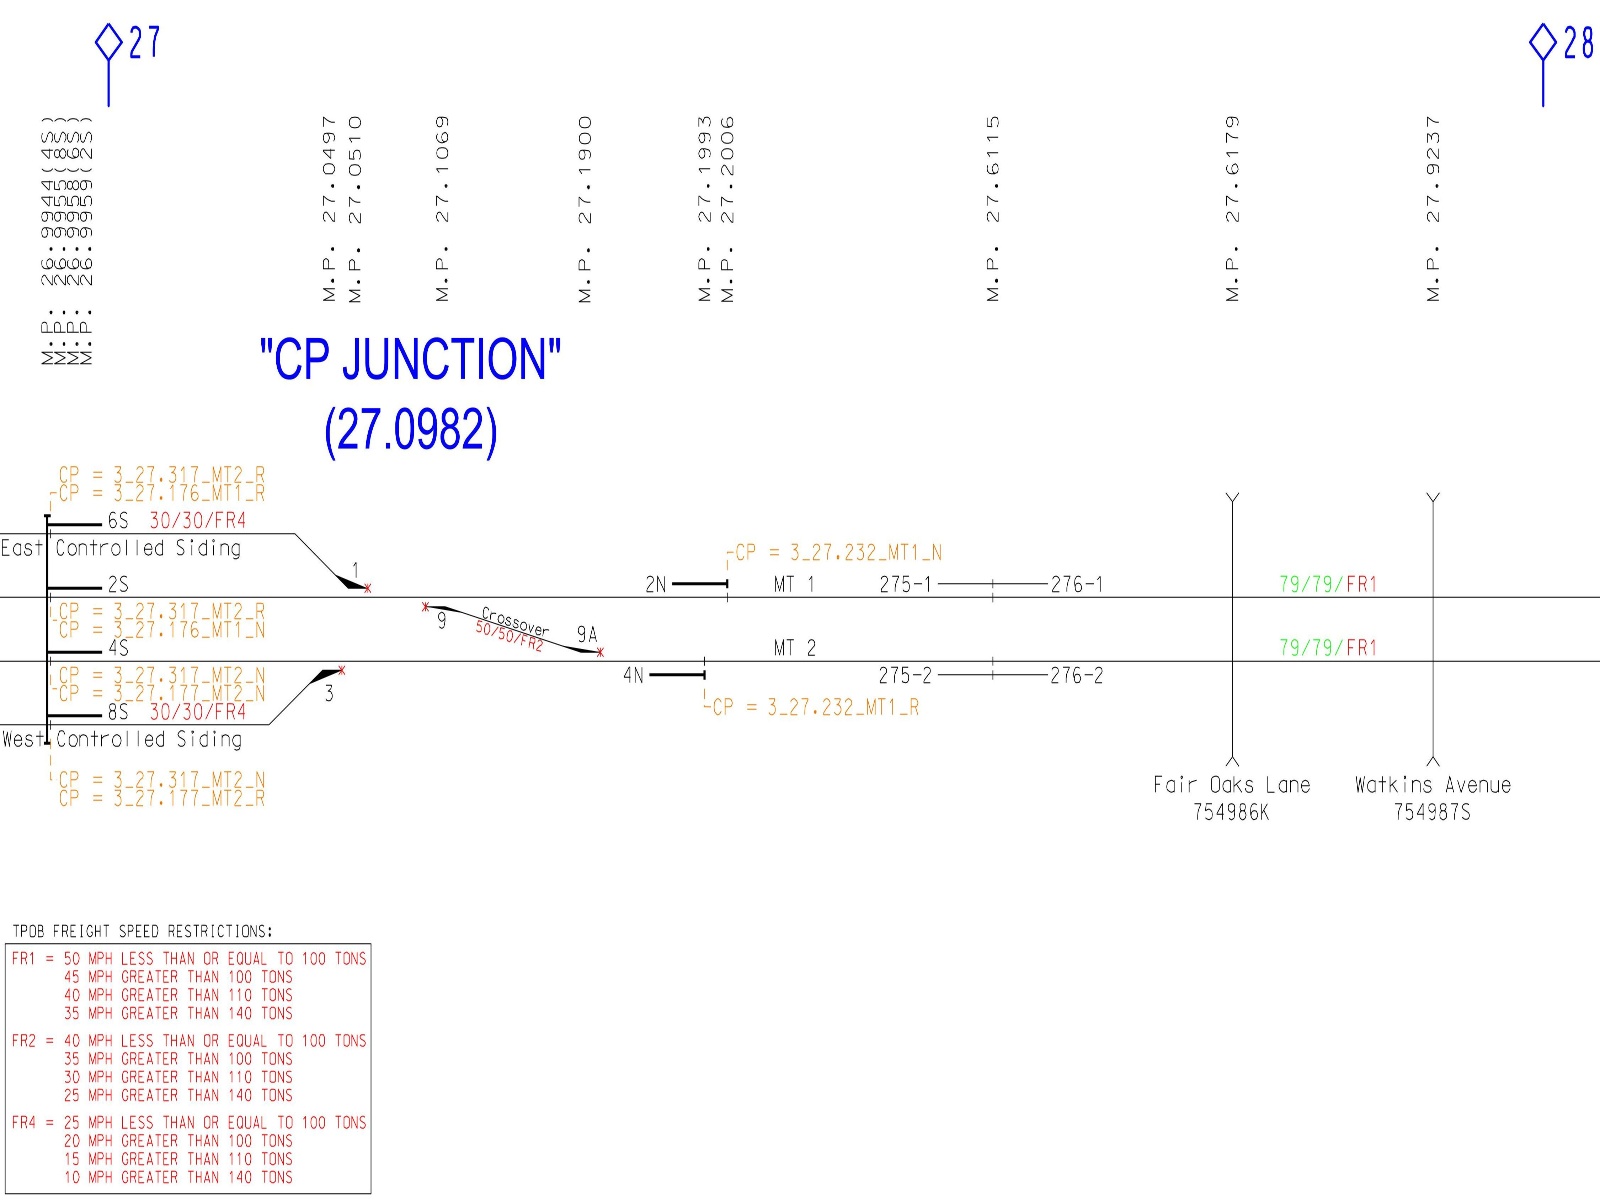 27
28
M.P. 26.9944(4S)
M.P. 26.9955(8S)
M.P. 26.9958(6S)
M.P. 26.9959(2S)
M.P. 27.0497
M.P. 27.0510
M.P. 27.1069
M.P. 27.1900
M.P. 27.1993
M.P. 27.2006
M.P. 27.6115
M.P. 27.6179
M.P. 27.9237
"CP JUNCTION"
(27.0982)
CP = 3_27.317_MT2_R
CP = 3_27.176_MT1_R
6S 30/30/FR4
East Controlled Siding
1
2S
CP = 3_27.317_MT2_R
CP = 3_27.176_MT1_N
4S
CP = 3_27.317_MT2_N
CP = 3_27.177_MT2_N
3
8S 30/30/FR4
West Controlled Siding
CP = 3_27.317_MT2_N
CP = 3_27.177_MT2_R
9
Crossover
50/50/FR2
9A
CP = 3_27.232_MT1_N
2N
MT 1
275-1
276-1
79/79/FR1
MT 2
79/79/FR1
4N
275-2
276-2
CP = 3_27.232_MT1_R
Fair Oaks Lane
754986K
Watkins Avenue
754987S
TPOB FREIGHT SPEED RESTRICTIONS:
FR1 = 50 MPH LESS THAN OR EQUAL TO 100 TONS
45 MPH GREATER THAN 100 TONS
40 MPH GREATER THAN 110 TONS
35 MPH GREATER THAN 140 TONS
FR2 = 40 MPH LESS THAN OR EQUAL TO 100 TONS
35 MPH GREATER THAN 100 TONS
30 MPH GREATER THAN 110 TONS
25 MPH GREATER THAN 140 TONS
FR4 = 25 MPH LESS THAN OR EQUAL TO 100 TONS
20 MPH GREATER THAN 100 TONS
15 MPH GREATER THAN 110 TONS
10 MPH GREATER THAN 140 TONS